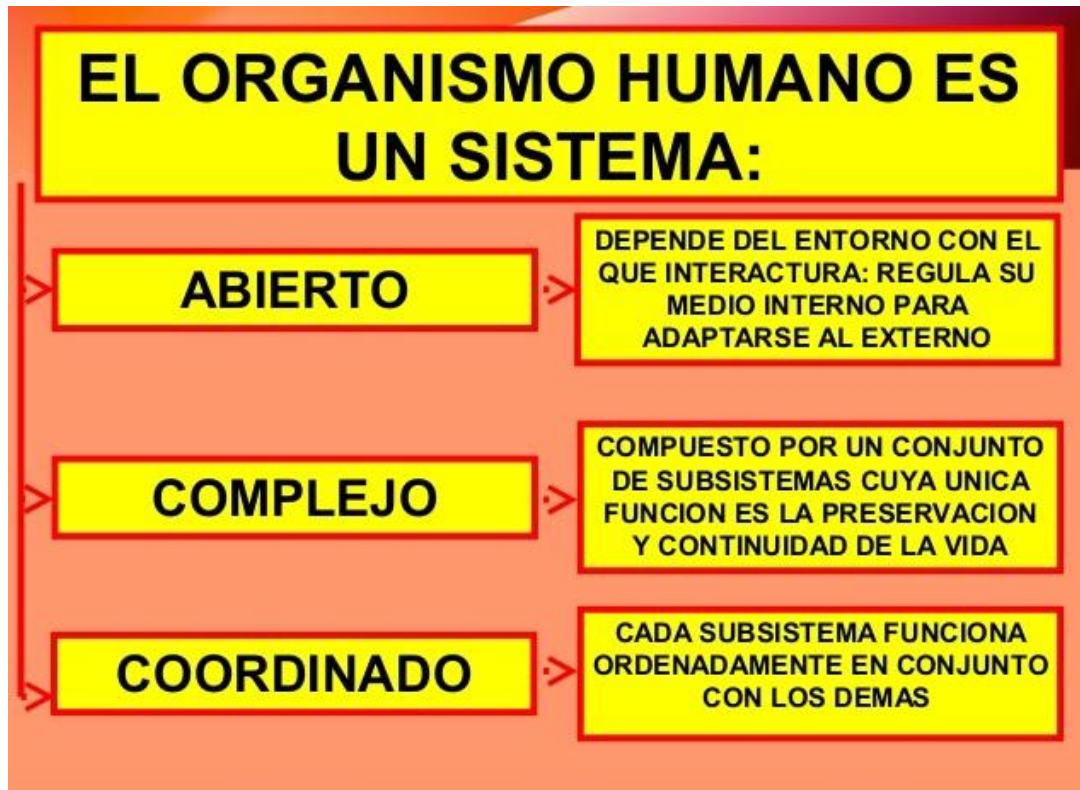 EL ORGANISMO HUMANO ES
UN SISTEMA:
ABIERTO
DEPENDE DEL ENTORNO CON EL
QUE INTERACTURA: REGULA SU
MEDIO INTERNO PARA
ADAPTARSE AL EXTERNO
COMPLEJO
COMPUESTO POR UN CONJUNTO
DE SUBSISTEMAS CUYA UNICA
FUNCION ES LA PRESERVACION
Y CONTINUIDAD DE LA VIDA
COORDINADO
CADA SUBSISTEMA FUNCIONA
ORDENADAMENTE EN CONJUNTO
CON LOS DEMAS